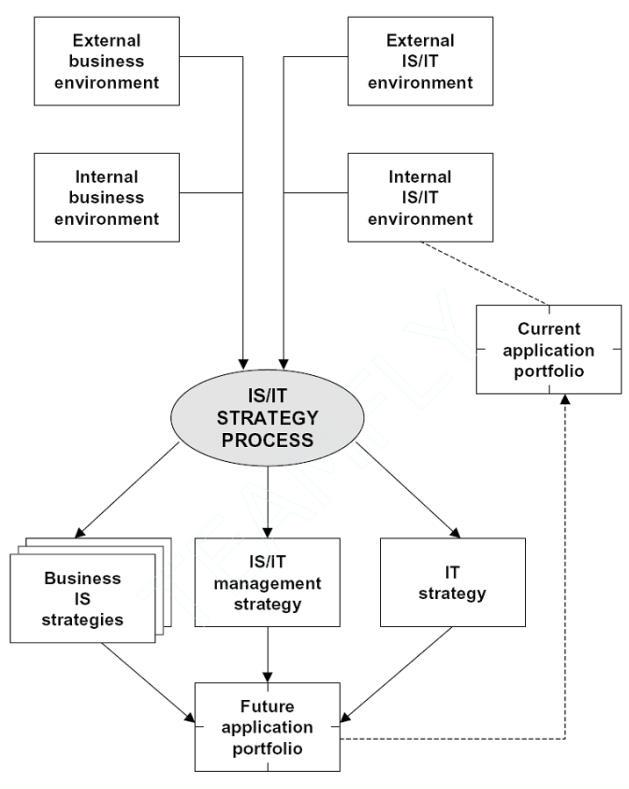 External
business
environment
External
IS/IT
environment
Internal
business
environment
Internal
IS/IT
environment
Current
application
portfolio
IS/IT
STRATEGY
PROCESS
Business
IS
strategies
IS/IT
management
strategy
IT
strategy
Future
application
portfolio
TEAMFLY